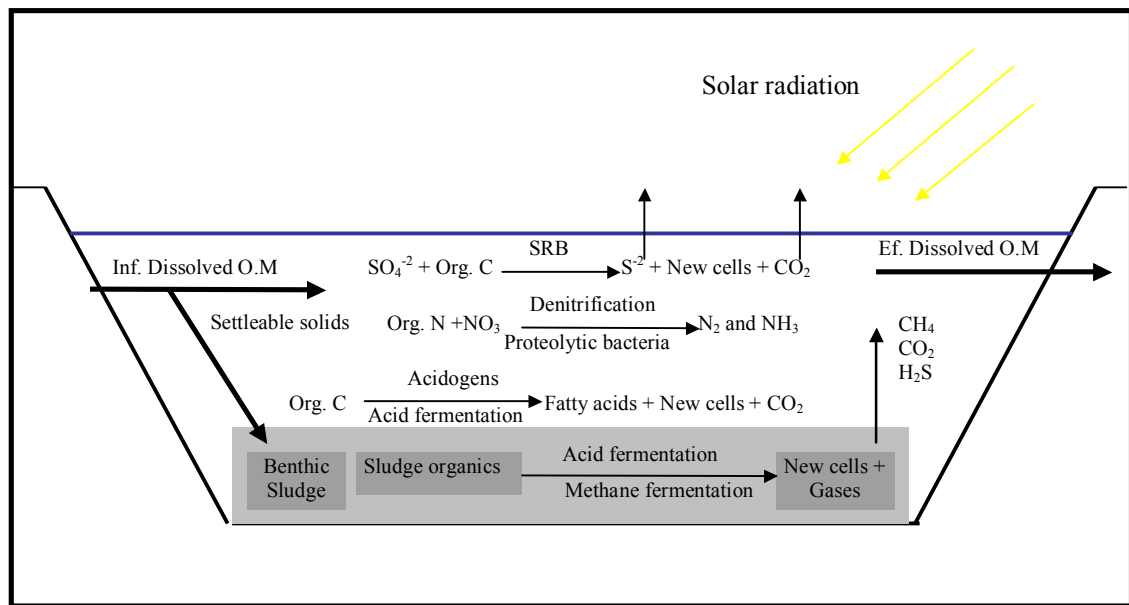 Solar radiation
Inf. Dissolved O.M
SRB
SO₄⁻² + Org. C
S⁻² + New cells + CO₂
Ef. Dissolved O.M
Settleable solids
Denitrification
Org. N +NO₃
N₂ and NH₃
Proteolytic bacteria
CH₄
CO₂
H₂S
Acidogens
Org. C
Fatty acids + New cells + CO₂
Acid fermentation
Benthic
Sludge
Sludge organics
Acid fermentation
Methane fermentation
New cells +
Gases